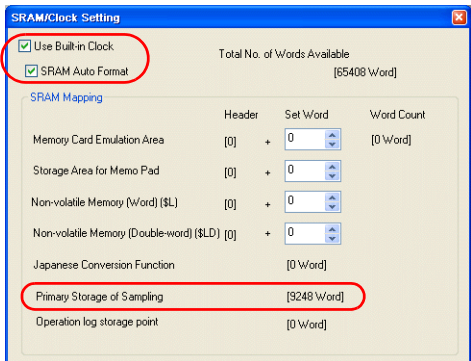 SRAM/Clock Setting
Use Built-in Clock
Total No. of Words Available
SRAM Auto Format
[65408 Word]
SRAM Mapping
Header Set Word Word Count
Memory Card Emulation Area [0] + 0 [0 Word]
Storage Area for Memo Pad [0] + 0
Non-volatile Memory (Word) ($L) [0] + 0
Non-volatile Memory (Double-word) ($LD) [0] + 0
Japanese Conversion Function [0 Word]
Primary Storage of Sampling [9248 Word]
Operation log storage point [0 Word]